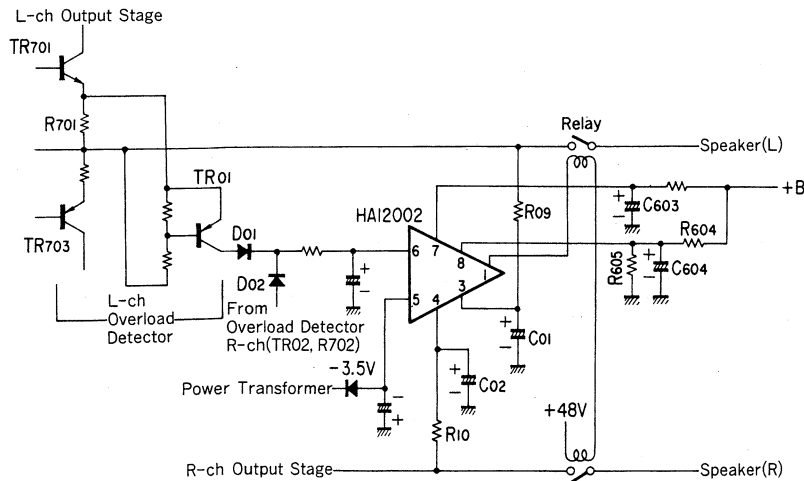 L-ch Output Stage
TR701
R701
TR703
TR01
L-ch
Overload
Detector
D01
D02
From
Overload Detector
R-ch(TR02, R702)
HA12002
6
7
8
1
5
4
3
Relay
Speaker(L)
+B
R09
C603
R604
R605
C604
C01
C02
R10
-3.5V
Power Transformer
+48V
R-ch Output Stage
Speaker(R)